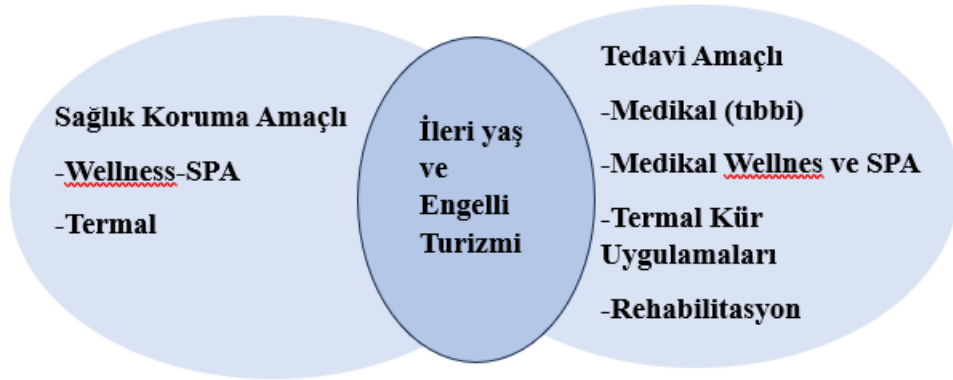 Sağlık Koruma Amaçlı
-Wellness-SPA
-Termal
İleri yaş
ve
Engelli
Turizmi
Tedavi Amaçlı
-Medikal (tıbbi)
-Medikal Wellnes ve SPA
-Termal Kür
Uygulamaları
-Rehabilitasyon